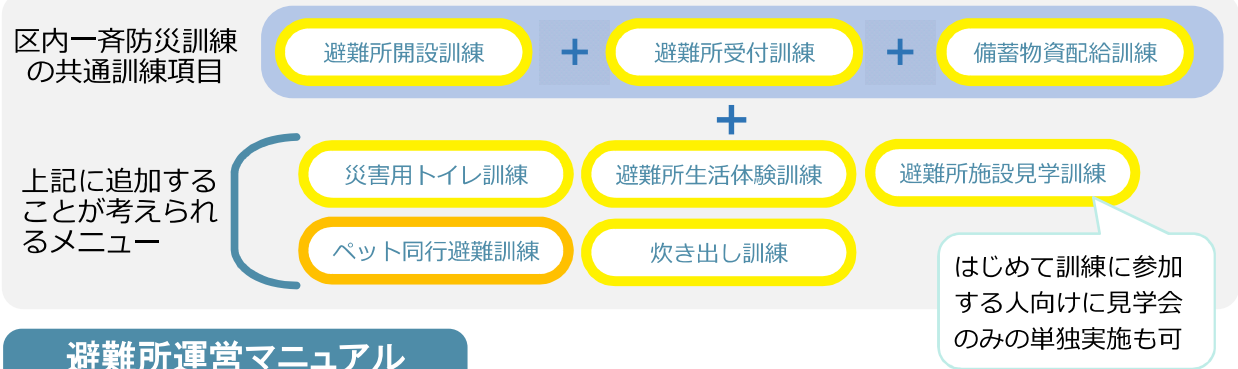 区内一斉防災訓練
の共通訓練項目
避難所開設訓練 + 避難所受付訓練 + 備蓄物資配給訓練
+
上記に追加する
ことが考えられ
るメニュー
災害用トイレ訓練
避難所生活体験訓練
避難所施設見学訓練
ペット同行避難訓練
炊き出し訓練
はじめて訓練に参加
する人向けに見学会
のみの単独実施も可
避難所運営マニュアル